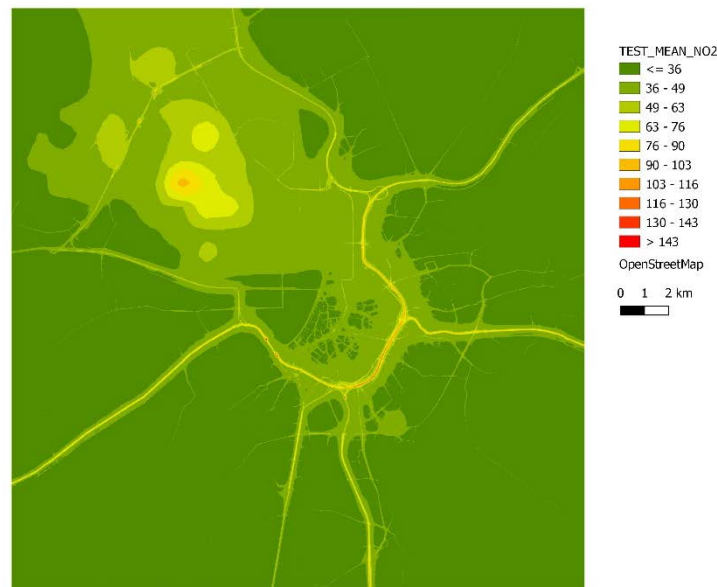 TEST_MEAN_NO2
<= 36
36 - 49
49 - 63
63 - 76
76 - 90
90 - 103
103 - 116
116 - 130
130 - 143
> 143
OpenStreetMap
0 1 2 km